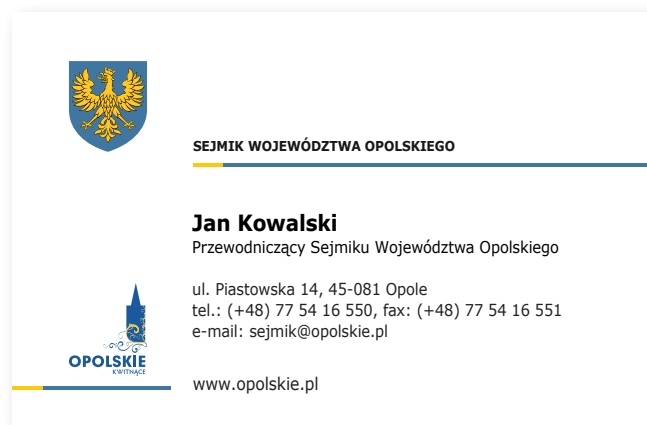 SEJMIK WOJEWÓDZTWA OPOLSKIEGO
Jan Kowalski
Przewodniczący Sejmiku Województwa Opolskiego
ul. Piastowska 14, 45-081 Opole
tel.: (+48) 77 54 16 550, fax: (+48) 77 54 16 551
e-mail: sejmik@opolskie.pl
OPOLSKIE
KWITNĄCE
www.opolskie.pl